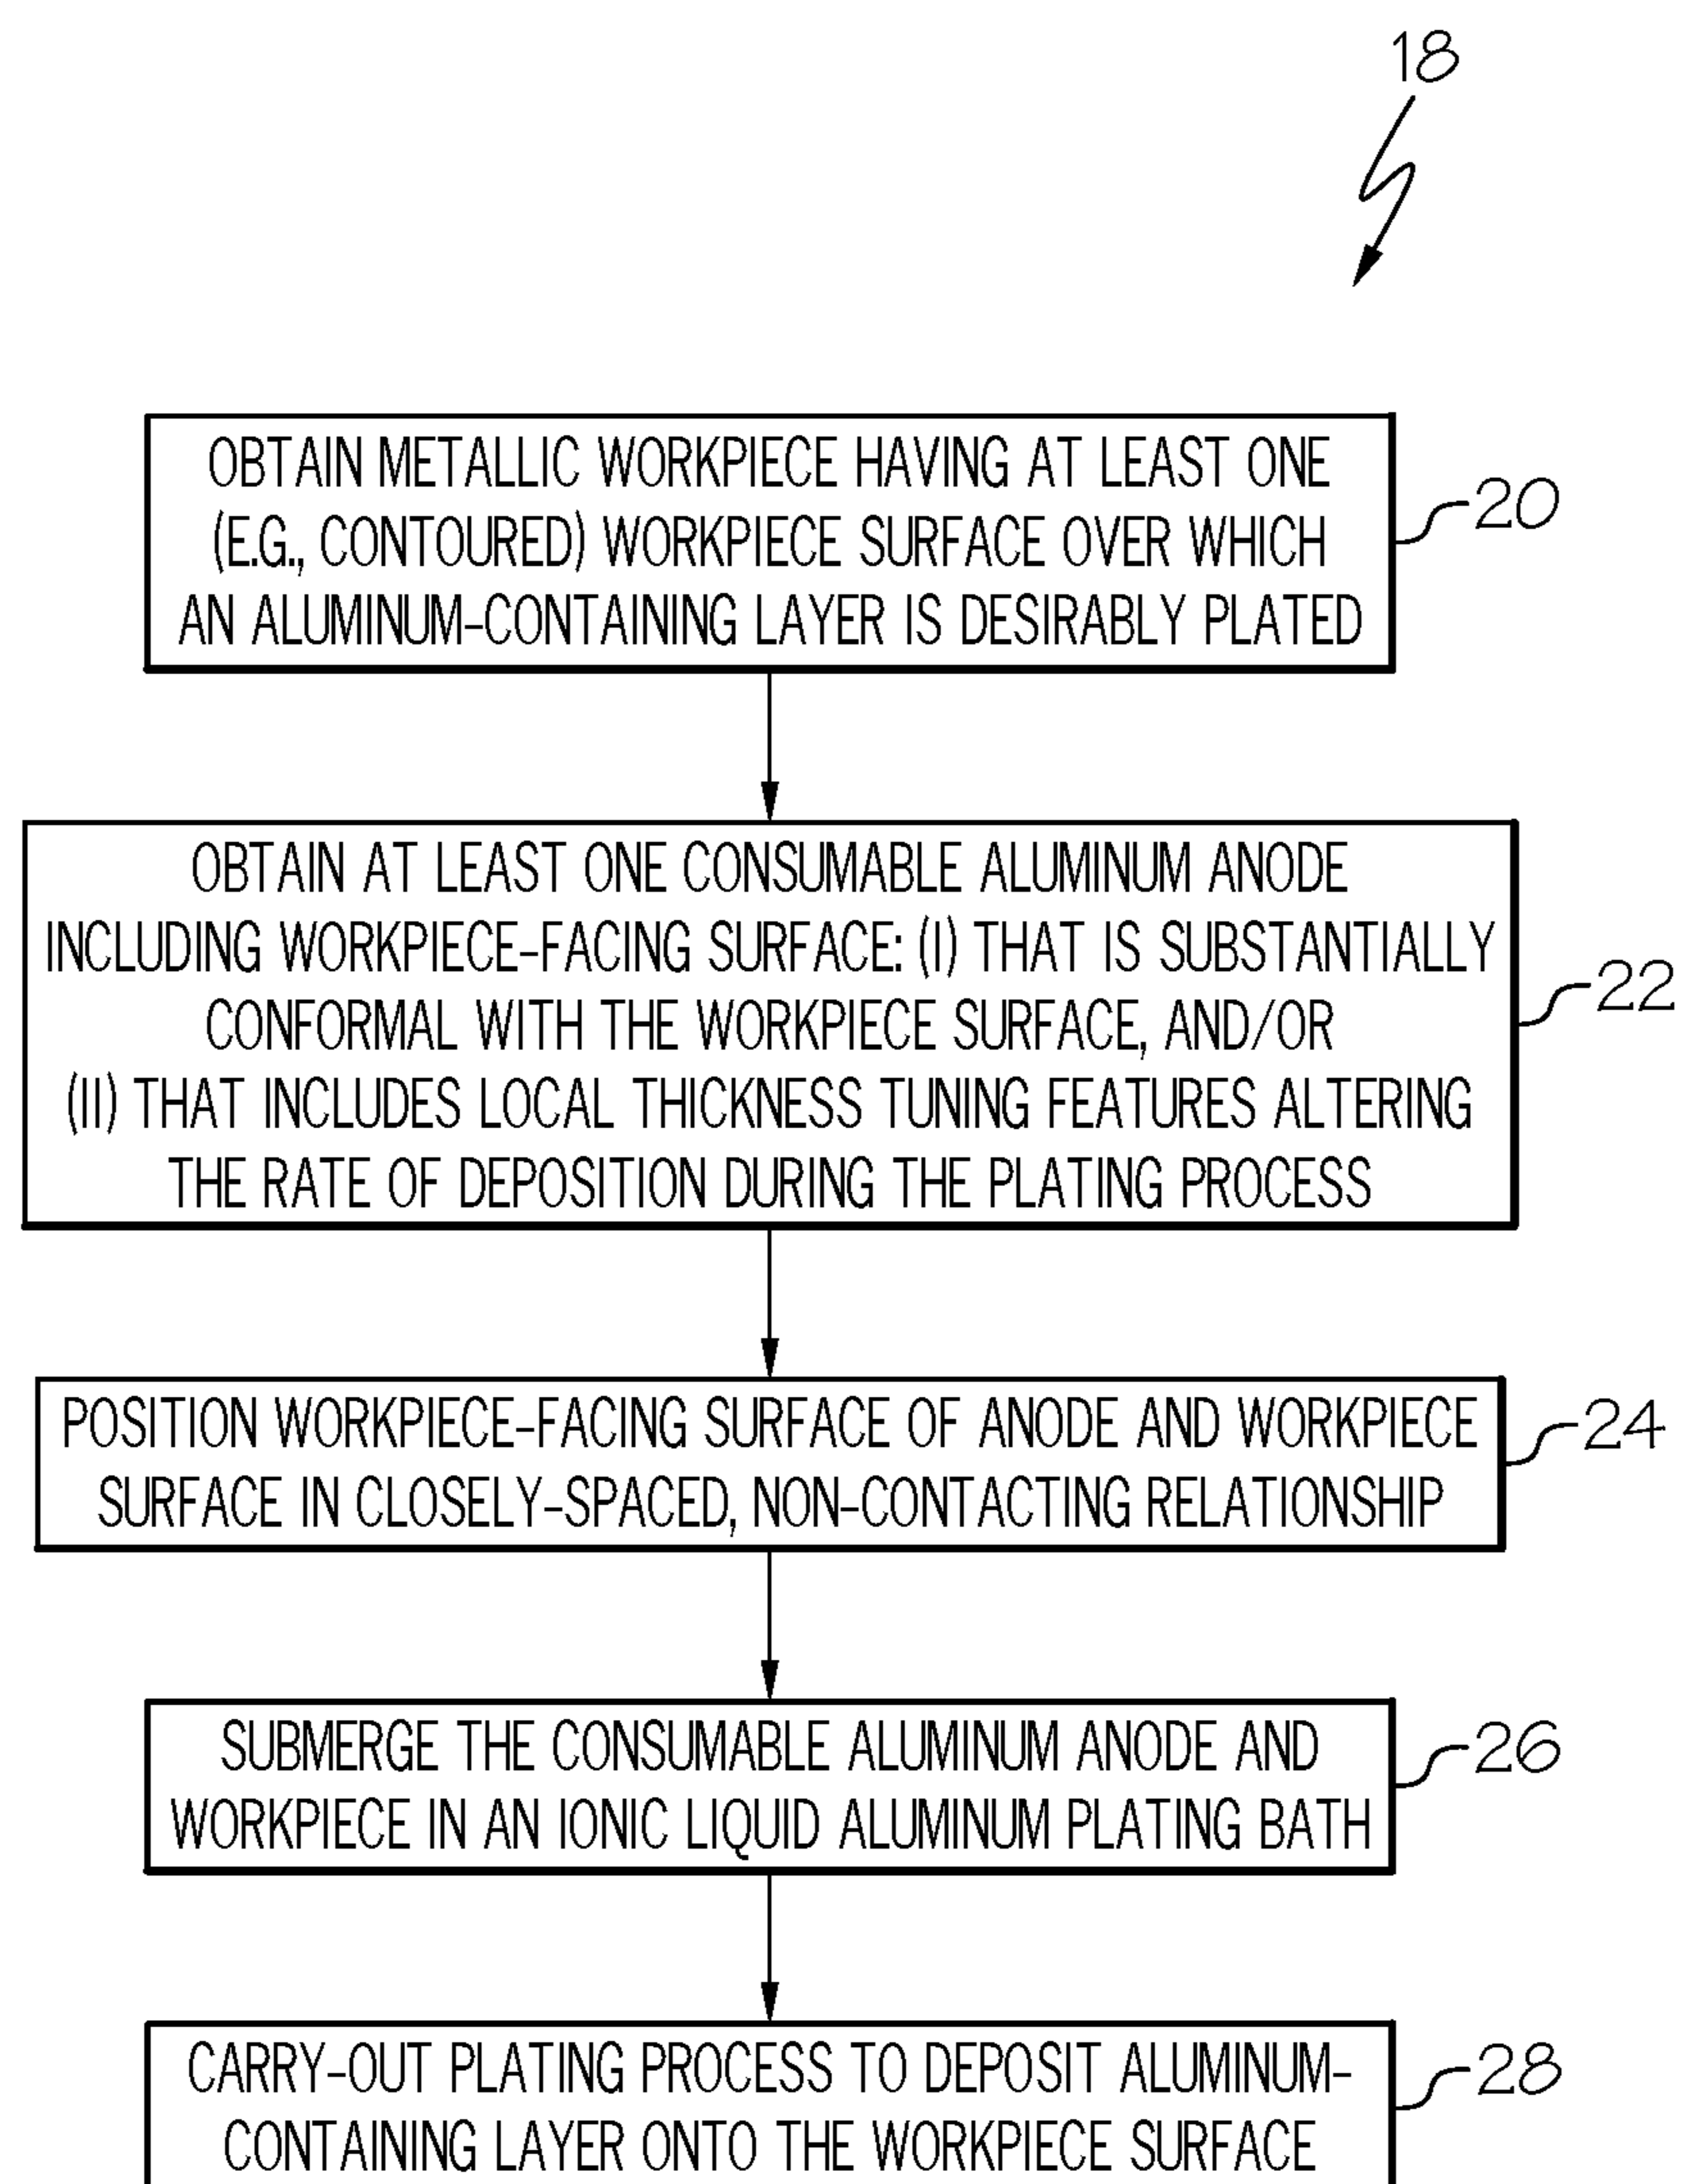 18
OBTAIN METALLIC WORKPIECE HAVING AT LEAST ONE
(E.G., CONTOURED) WORKPIECE SURFACE OVER WHICH
AN ALUMINUM-CONTAINING LAYER IS DESIRABLY PLATED
20
OBTAIN AT LEAST ONE CONSUMABLE ALUMINUM ANODE
INCLUDING WORKPIECE-FACING SURFACE: (I) THAT IS SUBSTANTIALLY
CONFORMAL WITH THE WORKPIECE SURFACE, AND/OR
(II) THAT INCLUDES LOCAL THICKNESS TUNING FEATURES ALTERING
THE RATE OF DEPOSITION DURING THE PLATING PROCESS
22
POSITION WORKPIECE-FACING SURFACE OF ANODE AND WORKPIECE
SURFACE IN CLOSELY-SPACED, NON-CONTACTING RELATIONSHIP
24
SUBMERGE THE CONSUMABLE ALUMINUM ANODE AND
WORKPIECE IN AN IONIC LIQUID ALUMINUM PLATING BATH
26
CARRY-OUT PLATING PROCESS TO DEPOSIT ALUMINUM-
CONTAINING LAYER ONTO THE WORKPIECE SURFACE
28